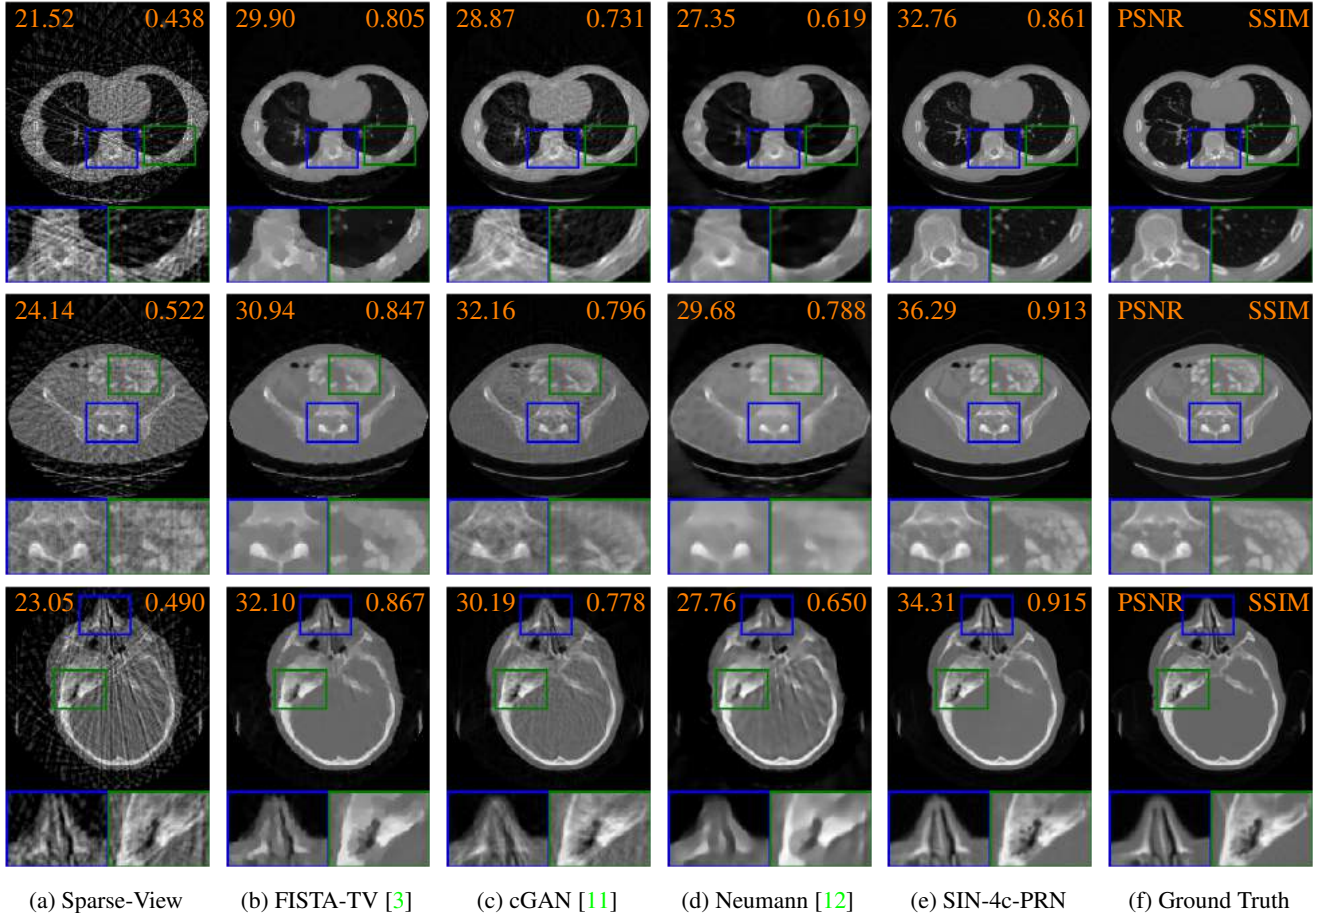 21.52 0.438 29.90 0.805 28.87 0.731 27.35 0.619 32.76 0.861 PSNR SSIM
24.14 0.522 30.94 0.847 32.16 0.796 29.68 0.788 36.29 0.913 PSNR SSIM
23.05 0.490 32.10 0.867 30.19 0.778 27.76 0.650 34.31 0.915 PSNR SSIM
(a) Sparse-View (b) FISTA-TV [3] (c) cGAN [11] (d) Neumann [12] (e) SIN-4c-PRN (f) Ground Truth